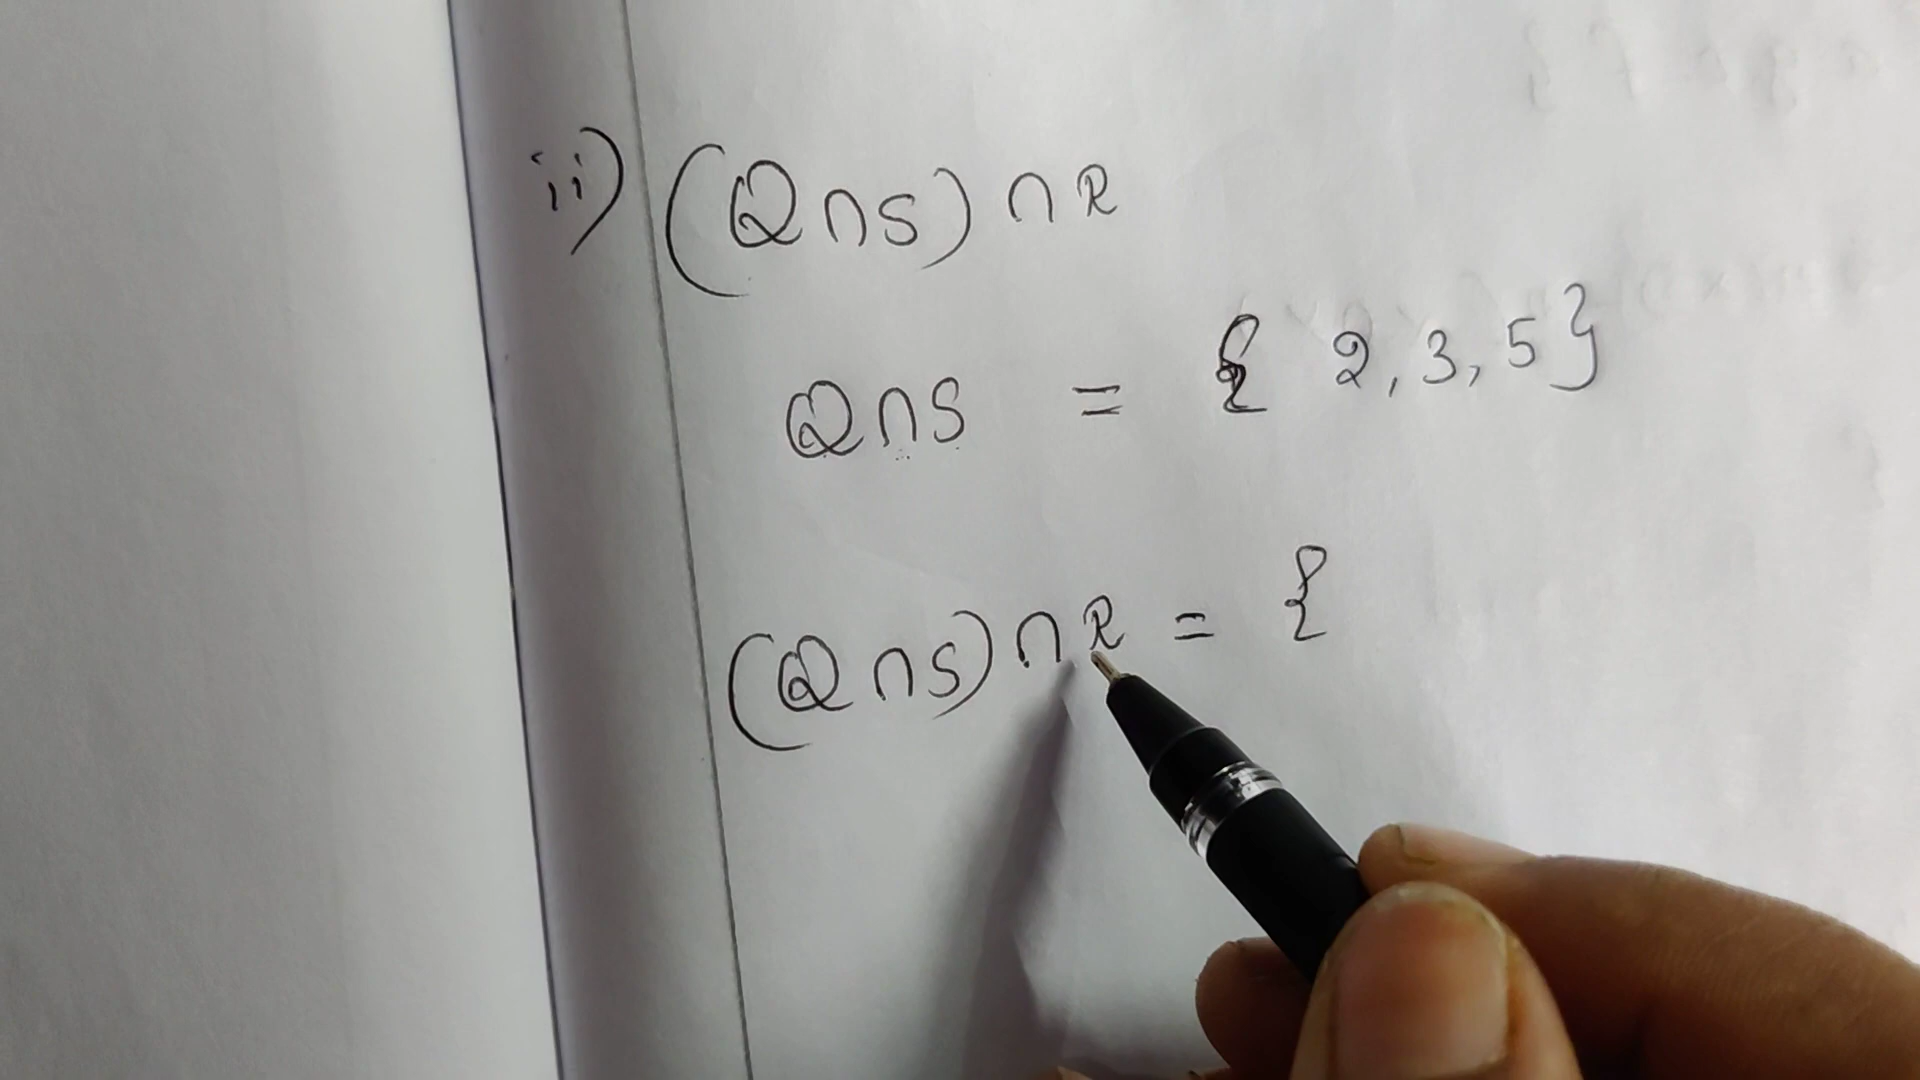 ii) (Q∩S)∩R
Q∩S = { 2, 3, 5}
(Q∩S)∩R = {